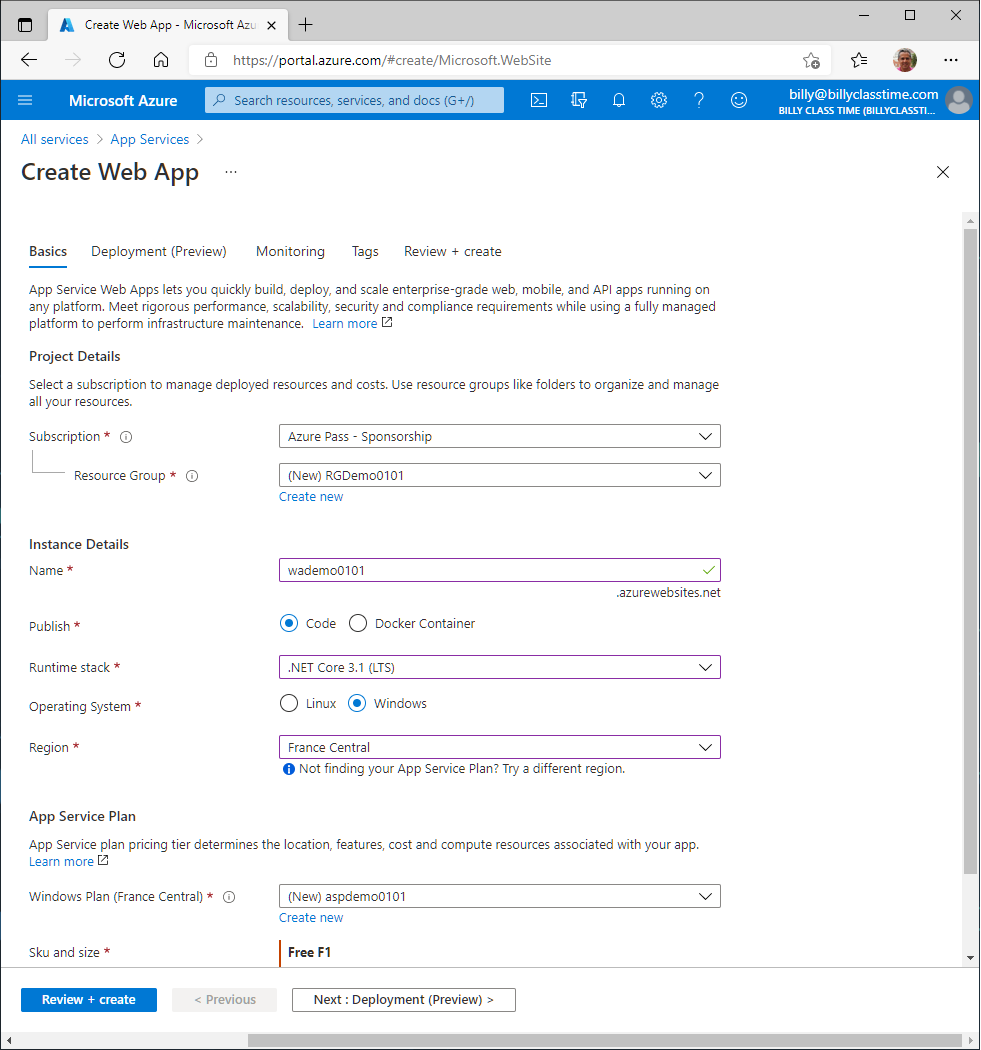 Create Web App - Microsoft Azu
https://portal.azure.com/#create/Microsoft.WebSite
Microsoft Azure
Search resources, services, and docs (G+/)
billy@billyclasstime.com
BILLY CLASS TIME (BILLYCLASSTI...
All services > App Services >
Create Web App ...
Basics Deployment (Preview) Monitoring Tags Review + create
App Service Web Apps lets you quickly build, deploy, and scale enterprise-grade web, mobile, and API apps running on
any platform. Meet rigorous performance, scalability, security and compliance requirements while using a fully managed
platform to perform infrastructure maintenance. Learn more
Project Details
Select a subscription to manage deployed resources and costs. Use resource groups like folders to organize and manage
all your resources.
Subscription * Azure Pass - Sponsorship
Resource Group * (New) RGDemo0101
Create new
Instance Details
Name * wademo0101
.azurewebsites.net
Publish * Code Docker Container
Runtime stack * .NET Core 3.1 (LTS)
Operating System * Linux Windows
Region * France Central
Not finding your App Service Plan? Try a different region.
App Service Plan
App Service plan pricing tier determines the location, features, cost and compute resources associated with your app.
Learn more
Windows Plan (France Central) * (New) aspdemo0101
Create new
Sku and size * Free F1
Review + create < Previous Next : Deployment (Preview) >